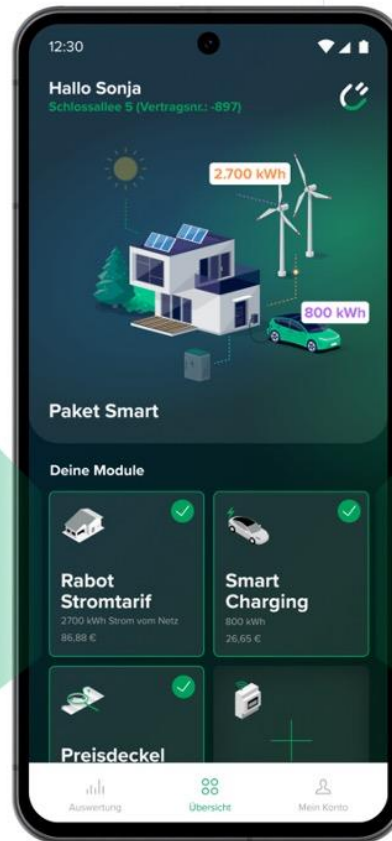 12:30
Hallo Sonja
Schlossallee 5 (Vertragsnr.: -897)
2.700 kWh
800 kWh
Paket Smart
Deine Module
Rabot
Stromtarif
2700 kWh Strom vom Netz
86,88 €
Smart
Charging
800 kWh
26,65 €
Preisdeckel
Auswertung
Übersicht
Mein Konto